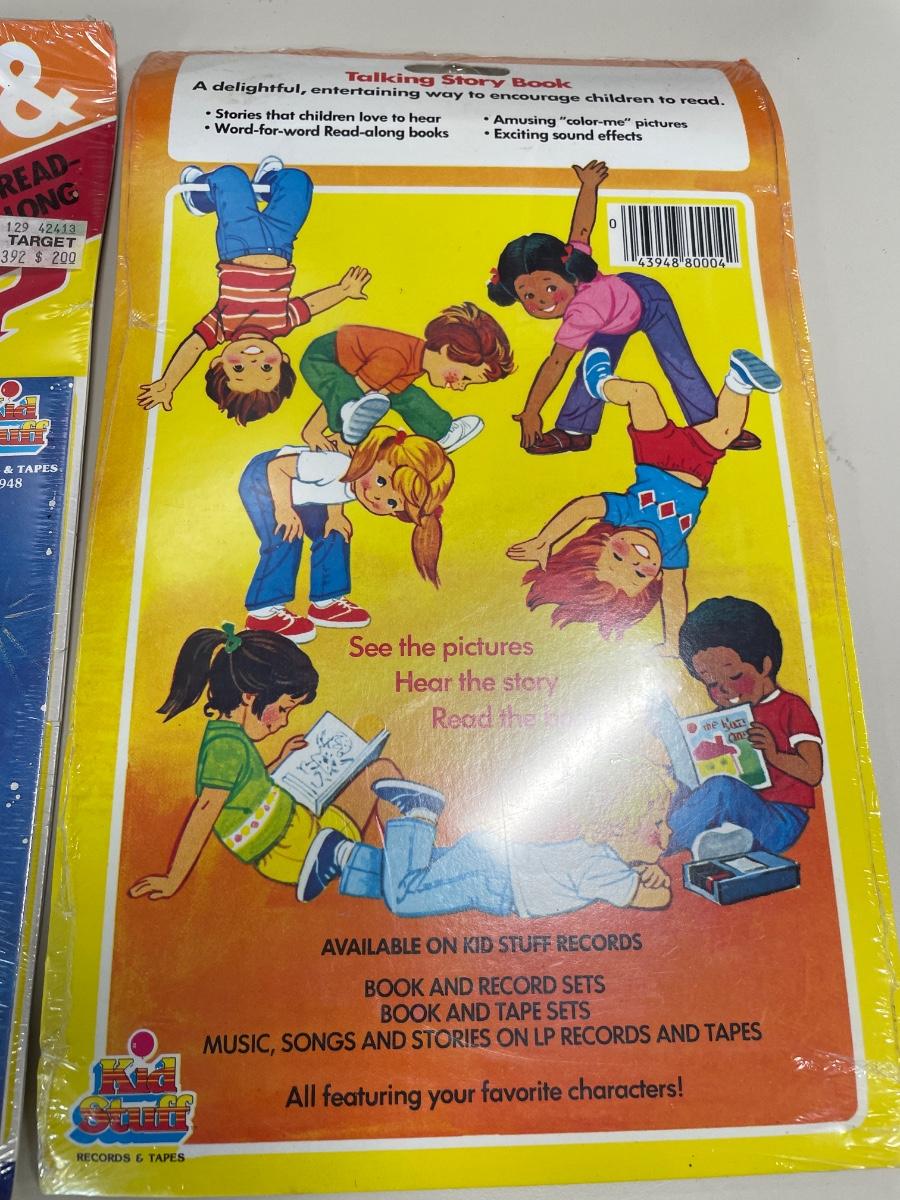 &
READ-
LONG
129 42413
TARGET
392 $ 200
Kid
Stuff
& TAPES
948
Talking Story Book
A delightful, entertaining way to encourage children to read.
• Stories that children love to hear
• Word-for-word Read-along books
• Amusing "color-me" pictures
• Exciting sound effects
0 43948 80004
See the pictures
Hear the story
Read the
AVAILABLE ON KID STUFF RECORDS
BOOK AND RECORD SETS
BOOK AND TAPE SETS
MUSIC, SONGS AND STORIES ON LP RECORDS AND TAPES
All featuring your favorite characters!
Kid
Stuff
RECORDS & TAPES